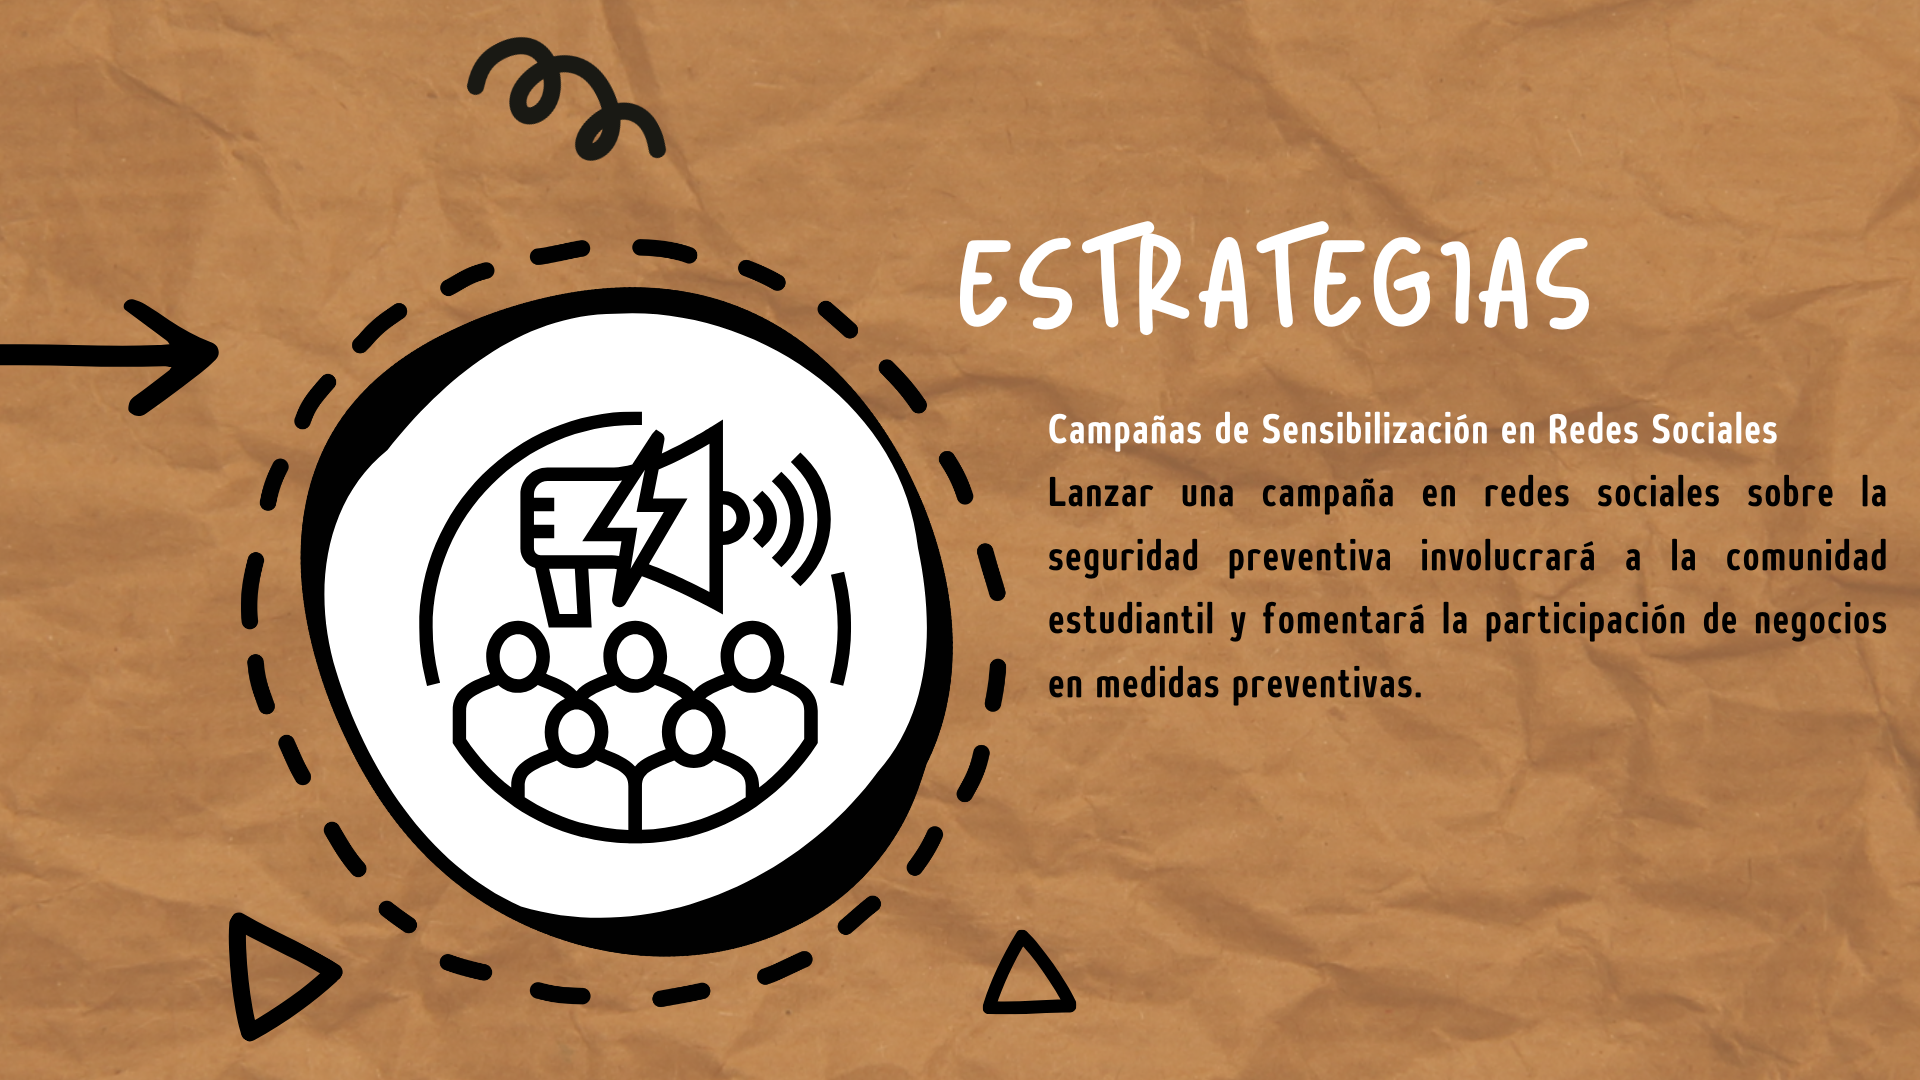 ESTRATEGIAS
Campañas de Sensibilización en Redes Sociales
Lanzar una campaña en redes sociales sobre la
seguridad preventiva involucrará a la comunidad
estudiantil y fomentará la participación de negocios
en medidas preventivas.